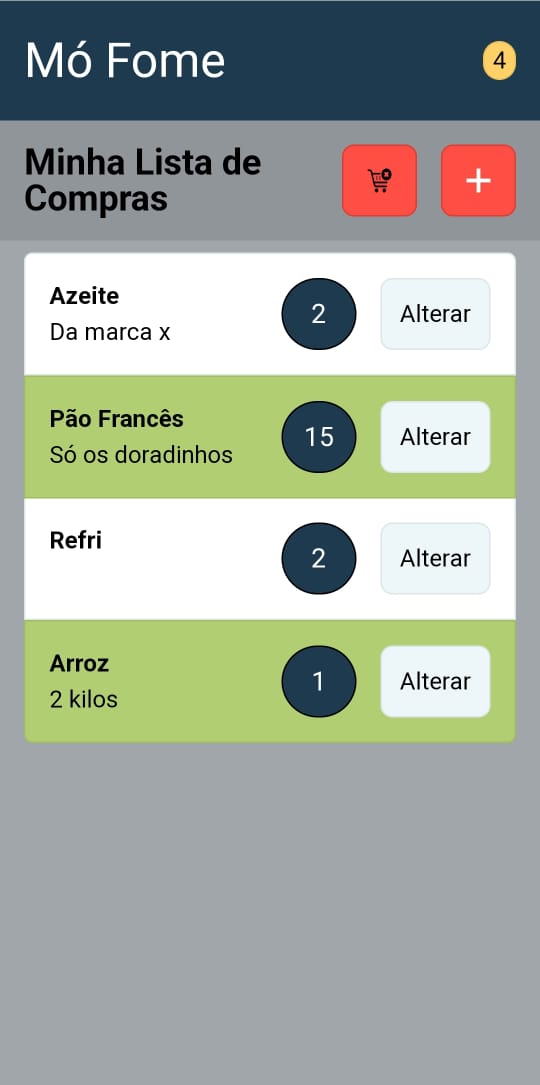 Mó Fome
4
Minha Lista de
Compras
+
Azeite
Da marca x
2
Alterar
Pão Francês
Só os doradinhos
15
Alterar
Refri
2
Alterar
Arroz
2 kilos
1
Alterar